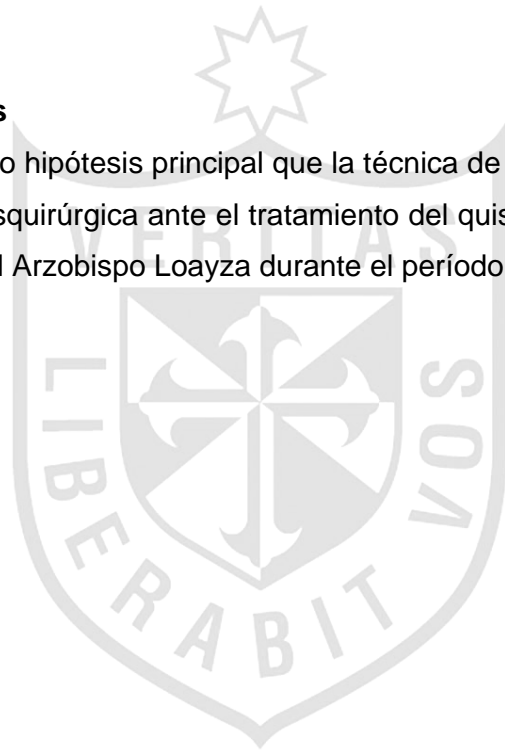 s
o hipótesis principal que la técnica de
squirúrgica ante el tratamiento del quis
l Arzobispo Loayza durante el período
VERITAS
LIBERABIT
VOS